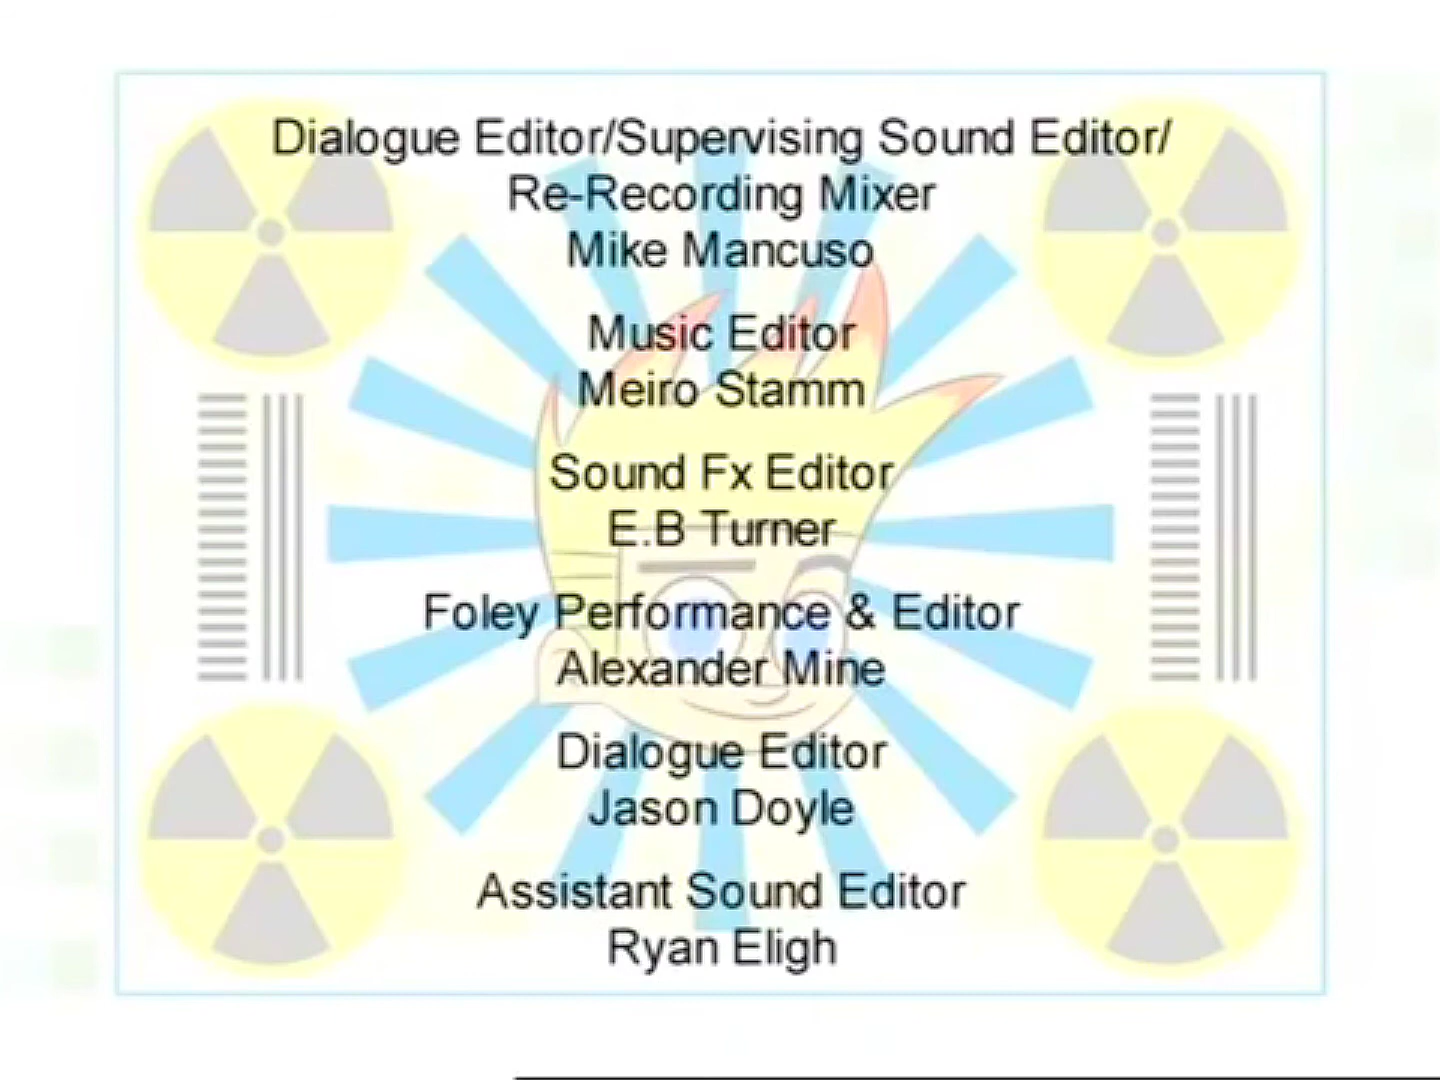 Dialogue Editor/Supervising Sound Editor/
Re-Recording Mixer
Mike Mancuso
Music Editor
Meiro Stamm
Sound Fx Editor
E.B Turner
Foley Performance & Editor
Alexander Mine
Dialogue Editor
Jason Doyle
Assistant Sound Editor
Ryan Eligh